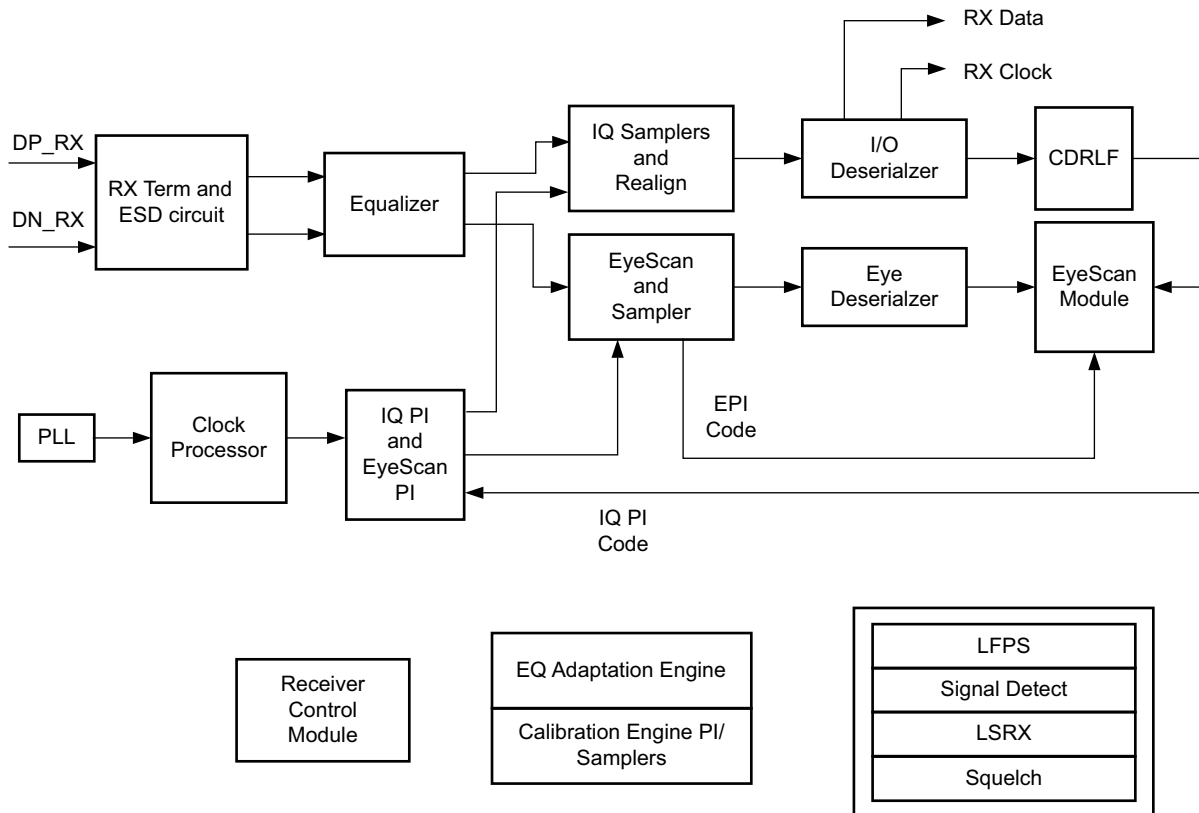 RX Data
RX Clock
DP_RX
DN_RX
RX Term and
ESD circuit
Equalizer
IQ Samplers
and
Realign
I/O
Deserialzer
CDRLF
EyeScan
and
Sampler
Eye
Deserialzer
EyeScan
Module
PLL
Clock
Processor
IQ PI
and
EyeScan
PI
EPI
Code
IQ PI
Code
Receiver
Control
Module
EQ Adaptation Engine
Calibration Engine PI/
Samplers
LFPS
Signal Detect
LSRX
Squelch